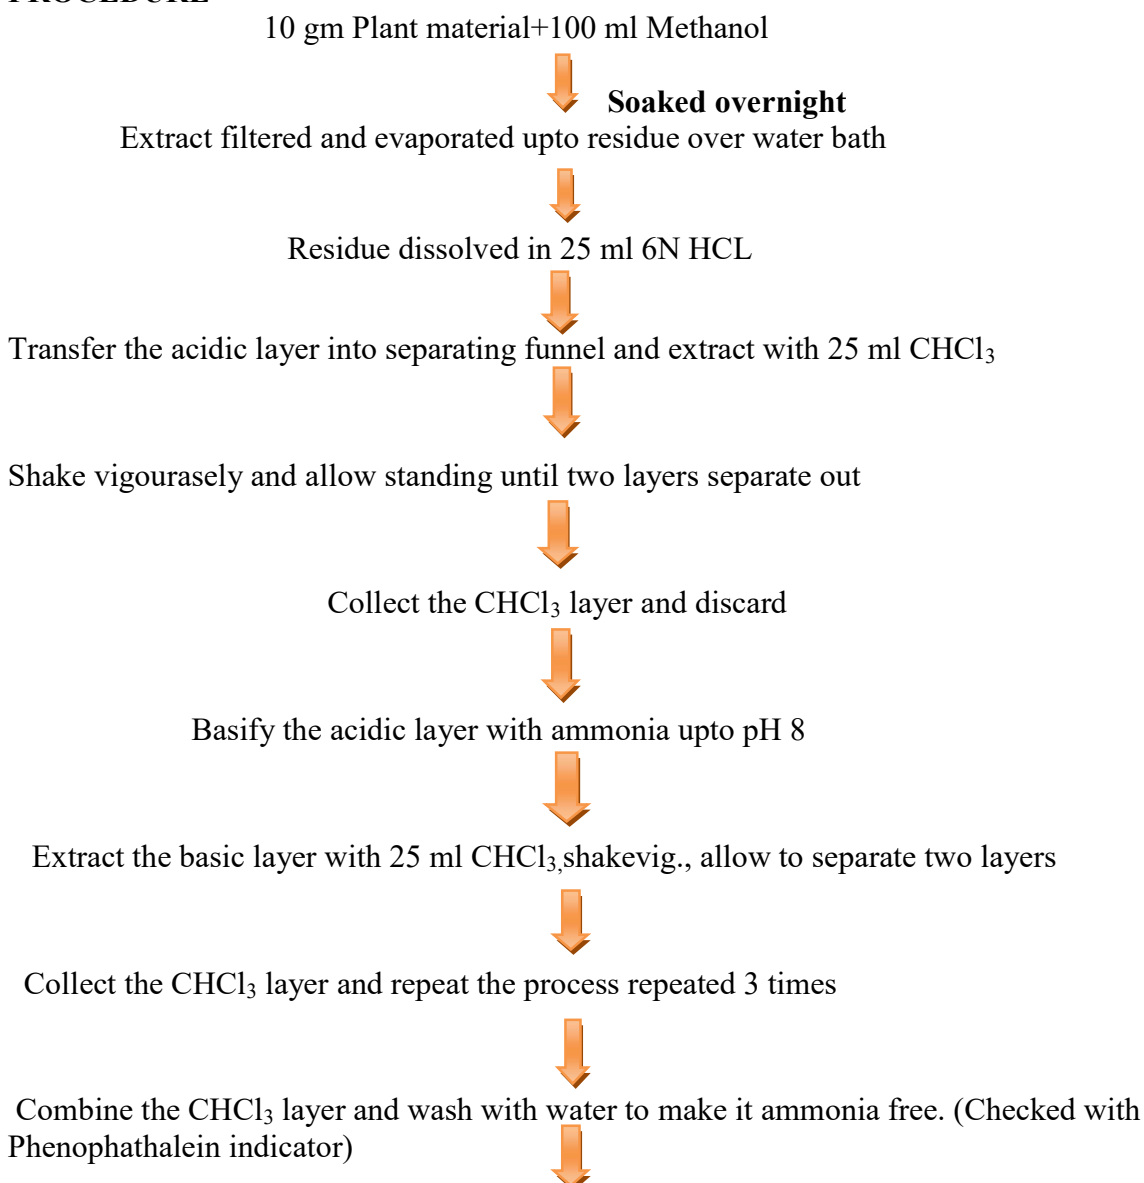 10 gm Plant material+100 ml Methanol
Soaked overnight
Extract filtered and evaporated upto residue over water bath
Residue dissolved in 25 ml 6N HCL
Transfer the acidic layer into separating funnel and extract with 25 ml CHCl₃
Shake vigourasely and allow standing until two layers separate out
Collect the CHCl₃ layer and discard
Basify the acidic layer with ammonia upto pH 8
Extract the basic layer with 25 ml CHCl₃,shakevig., allow to separate two layers
Collect the CHCl₃ layer and repeat the process repeated 3 times
Combine the CHCl₃ layer and wash with water to make it ammonia free. (Checked with
Phenophathalein indicator)